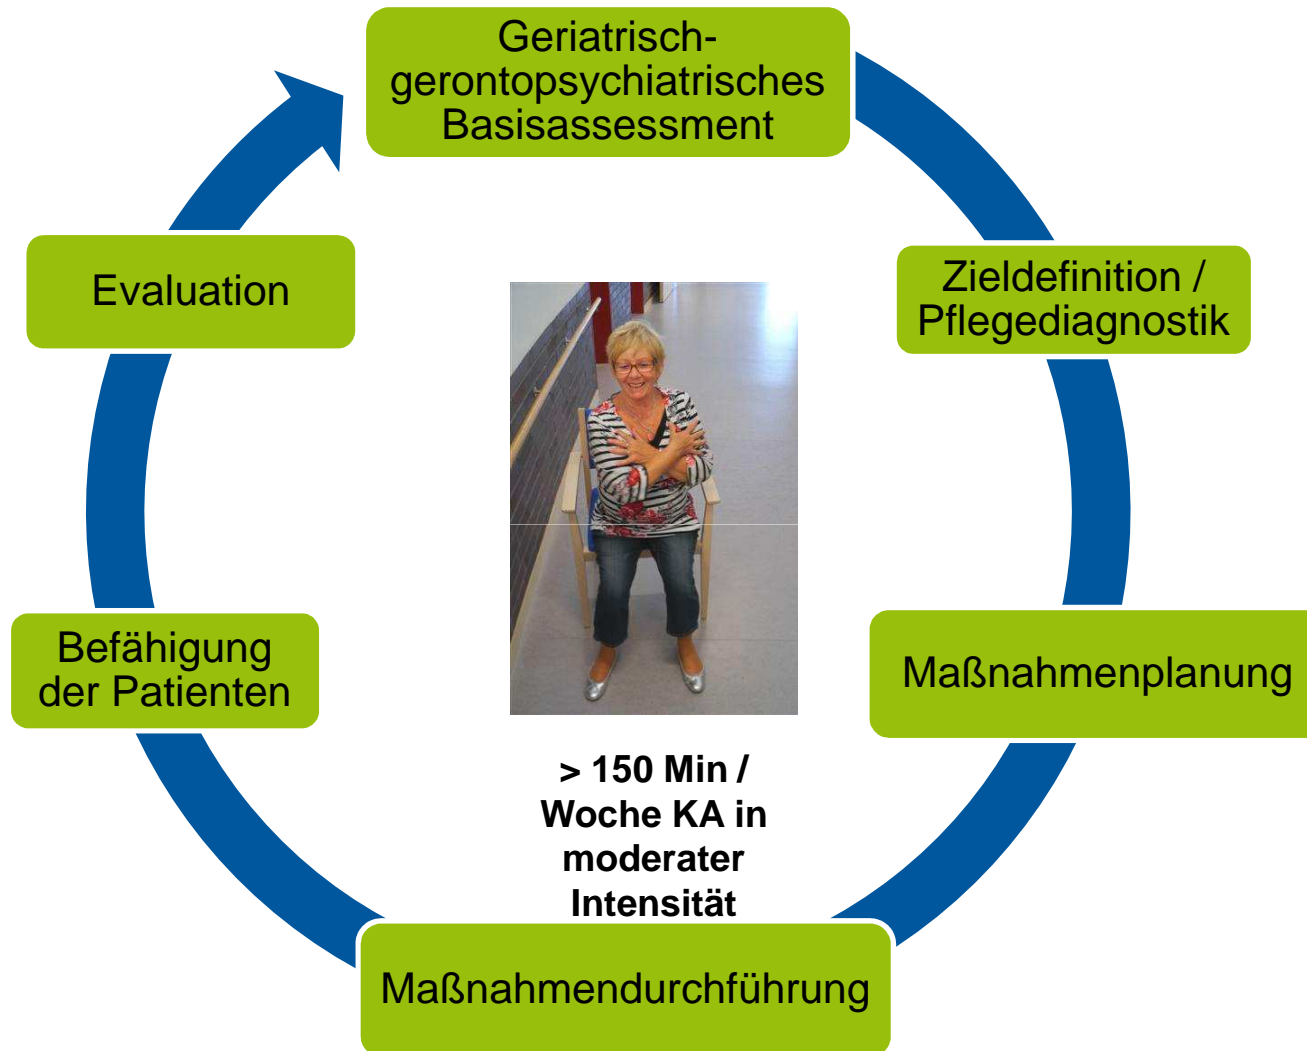 Geriatrisch-
gerontopsychiatrisches
Basisassessment
Zieldefinition /
Pflegediagnostik
Maßnahmenplanung
Maßnahmendurchführung
Befähigung
der Patienten
Evaluation
> 150 Min /
Woche KA in
moderater
Intensität